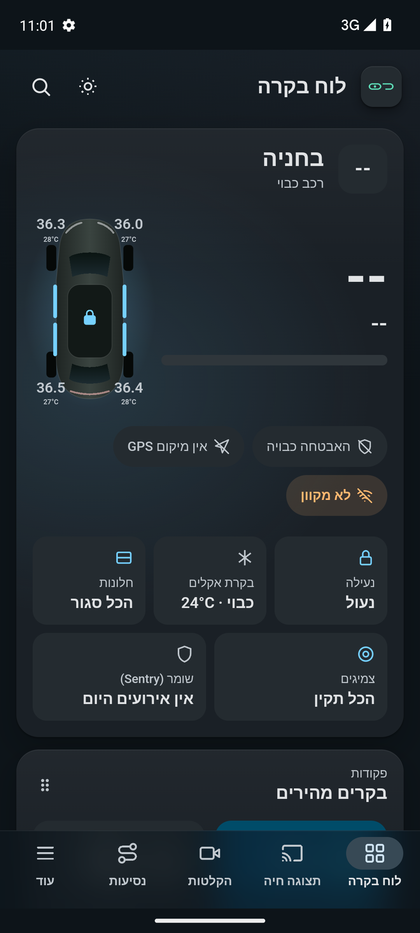 11:01
3G
לוח בקרה
--
בחניה
רכב כבוי
36.3
36.0
28°C
27°C
--
--
36.5
36.4
27°C
28°C
האבטחה כבויה
אין מיקום GPS
לא מקוון
נעילה
נעול
בקרת אקלים
כבוי · 24°C
חלונות
הכל סגור
צמיגים
הכל תקין
שומר (Sentry)
אין אירועים היום
פקודות
בקרים מהירים
לוח בקרה
תצוגה חיה
הקלטות
נסיעות
עוד